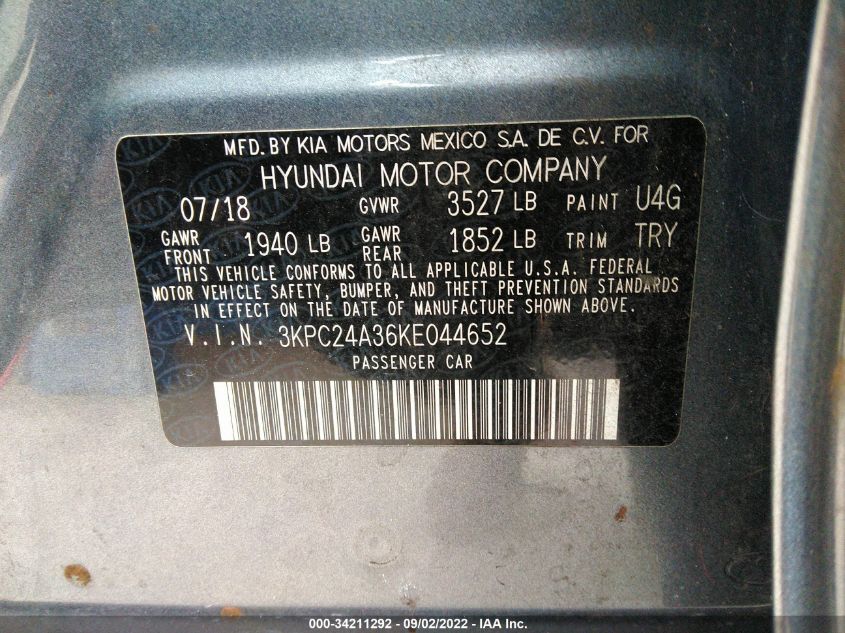 MFD. BY KIA MOTORS MEXICO S.A. DE C.V. FOR
HYUNDAI MOTOR COMPANY
07/18 GVWR 3527 LB PAINT U4G
GAWR FRONT 1940 LB GAWR REAR 1852 LB TRIM TRY
THIS VEHICLE CONFORMS TO ALL APPLICABLE U.S.A. FEDERAL
MOTOR VEHICLE SAFETY, BUMPER, AND THEFT PREVENTION STANDARDS
IN EFFECT ON THE DATE OF MANUFACTURE SHOWN ABOVE.
V.I.N. 3KPC24A36KE044652
PASSENGER CAR
000-34211292 - 09/02/2022 - IAA Inc.